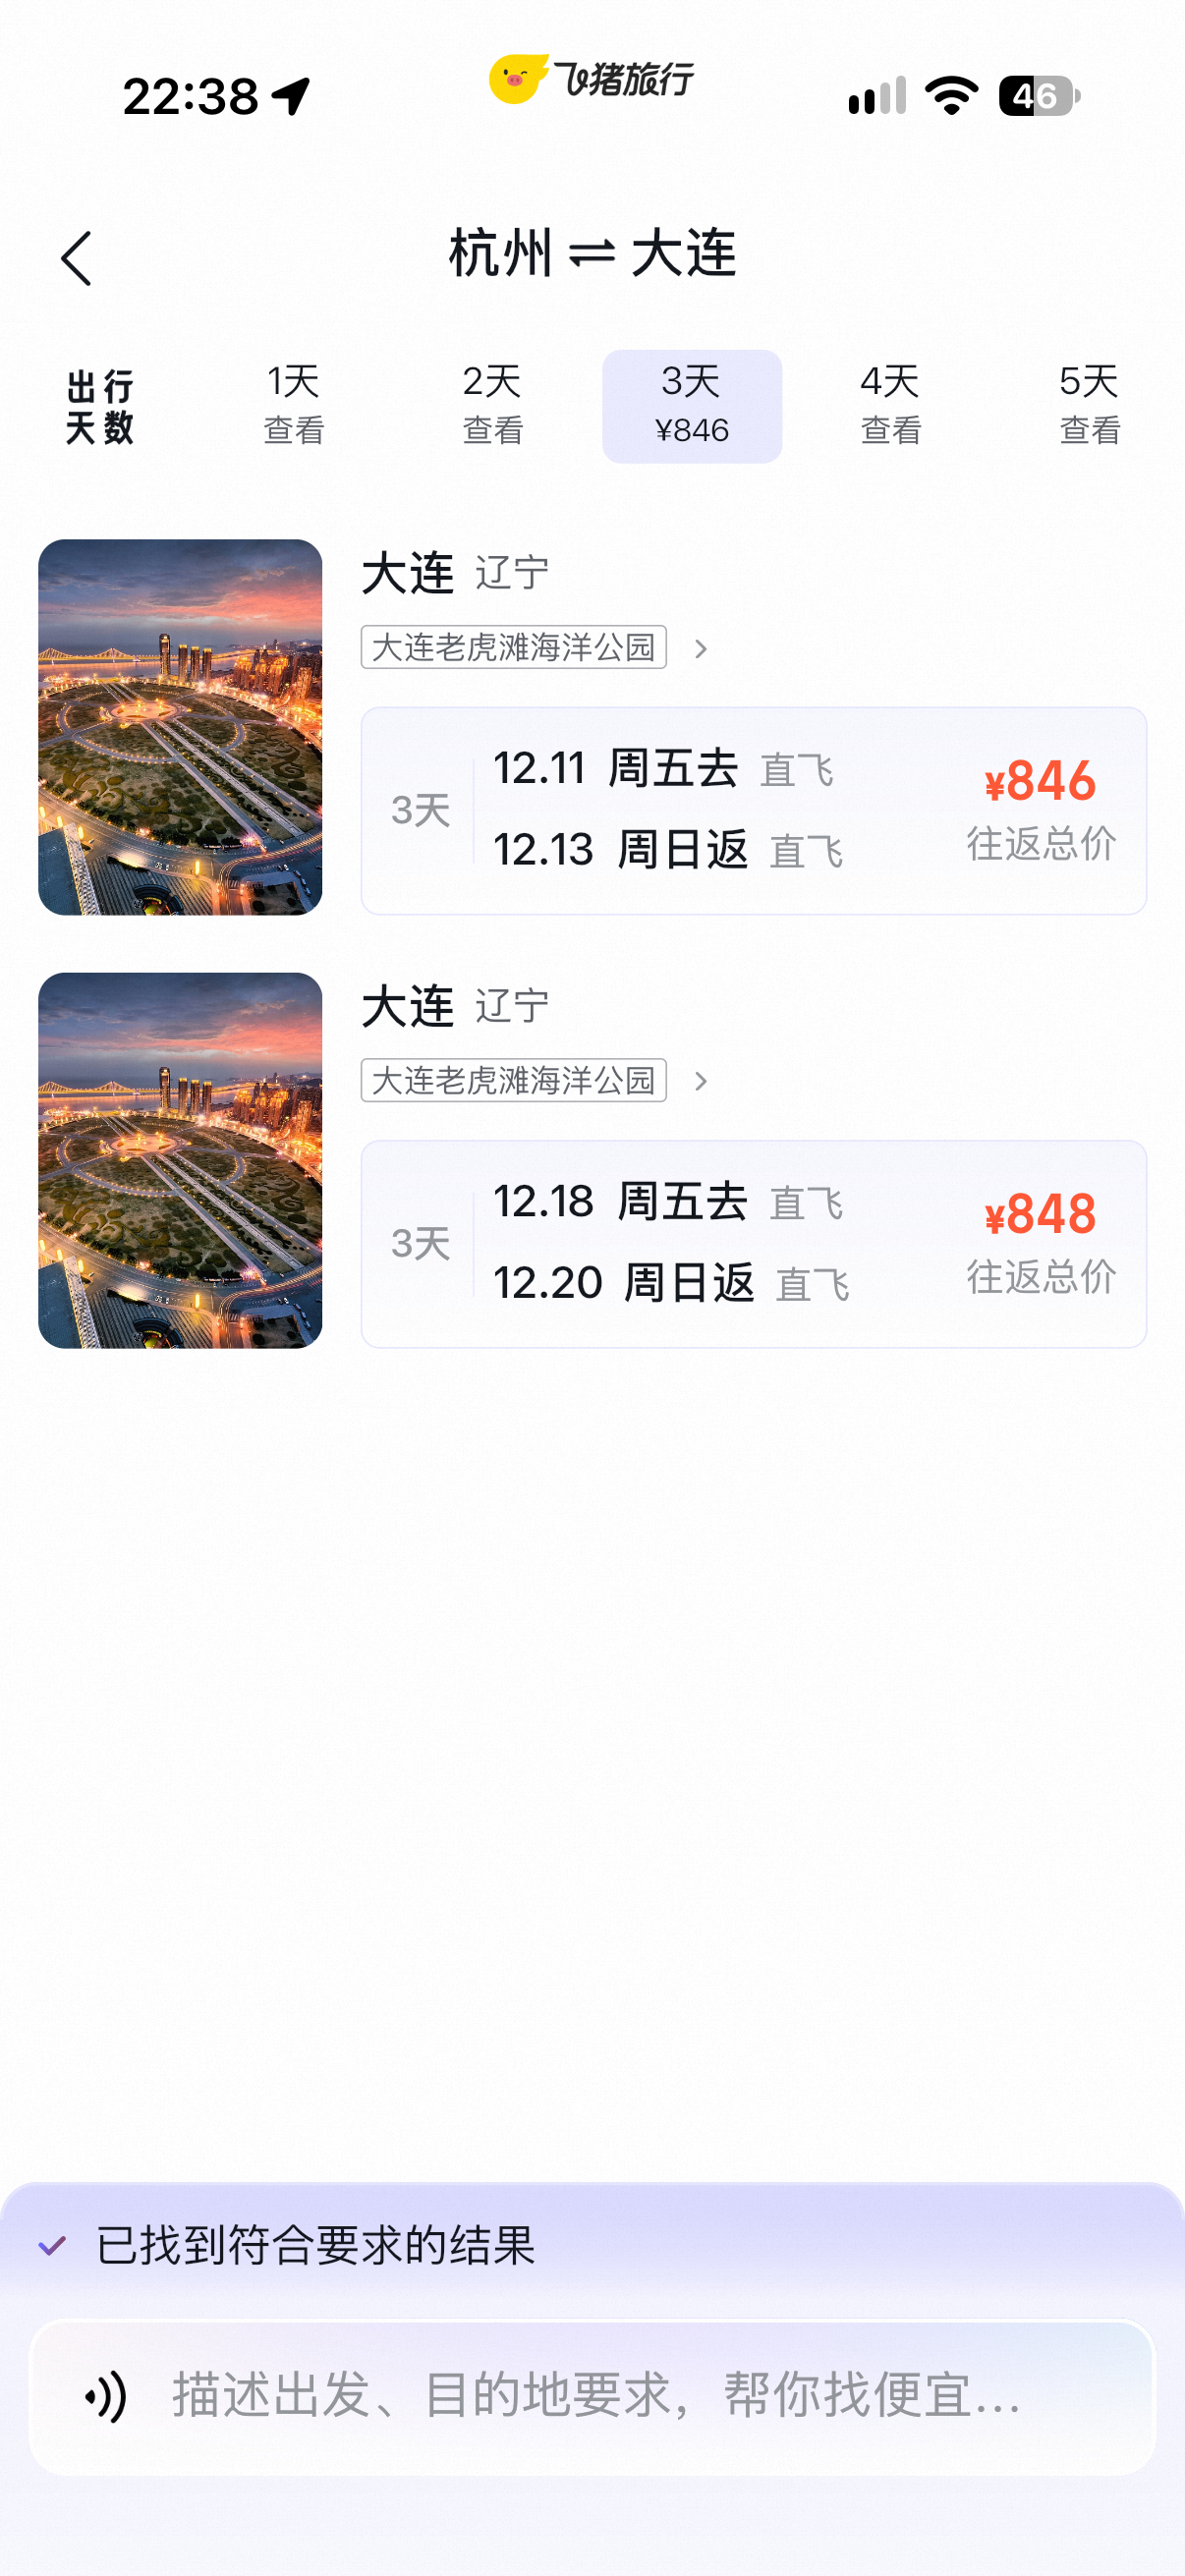 22:38
飞猪旅行
46
杭州 ⇌ 大连
出行
天数
1天
查看
2天
查看
3天
¥846
4天
查看
5天
查看
大连 辽宁
大连老虎滩海洋公园 >
3天
12.11 周五去 直飞
12.13 周日返 直飞
¥846
往返总价
大连 辽宁
大连老虎滩海洋公园 >
3天
12.18 周五去 直飞
12.20 周日返 直飞
¥848
往返总价
已找到符合要求的结果
描述出发、目的地要求，帮你找便宜...